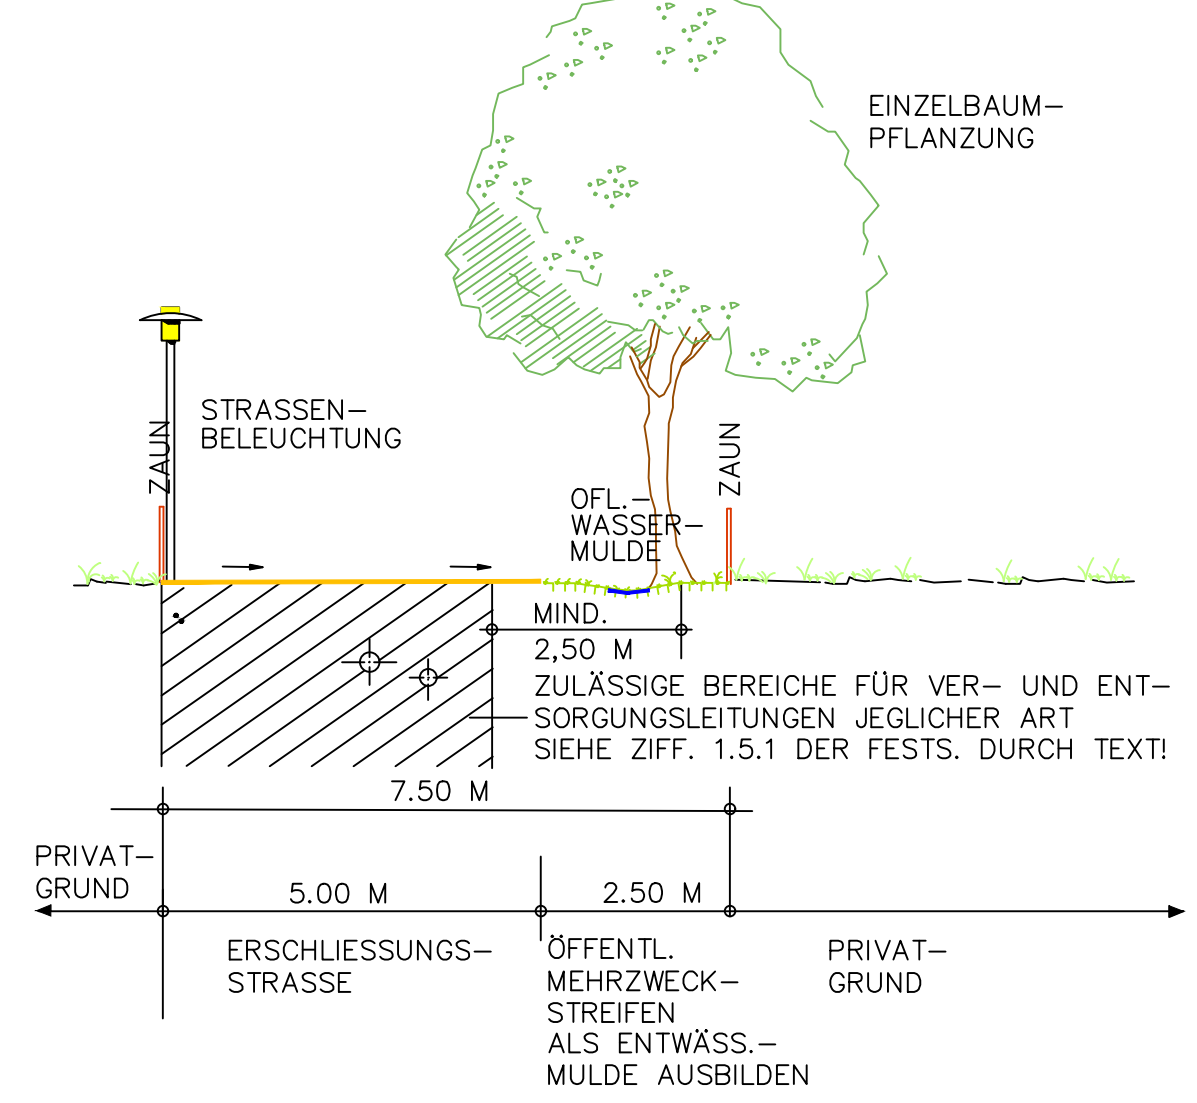 EINZELBAUM-
PFLANZUNG
STRASSEN-
BELEUCHTUNG
ZAUN
ZAUN
OFL.-
WASSER-
MULDE
MIND.
2,50 M
ZULÄSSIGE BEREICHE FÜR VER- UND ENT-
SORGUNGSLEITUNGEN JEGLICHER ART
SIEHE ZIFF. 1.5.1 DER FESTS. DURCH TEXT!
7.50 M
PRIVAT-
GRUND
5.00 M
2.50 M
ERSCHLIESSUNGS-
STRASSE
ÖFFENTL.
MEHRZWECK-
STREIFEN
ALS ENTWÄSS.-
MULDE AUSBILDEN
PRIVAT-
GRUND